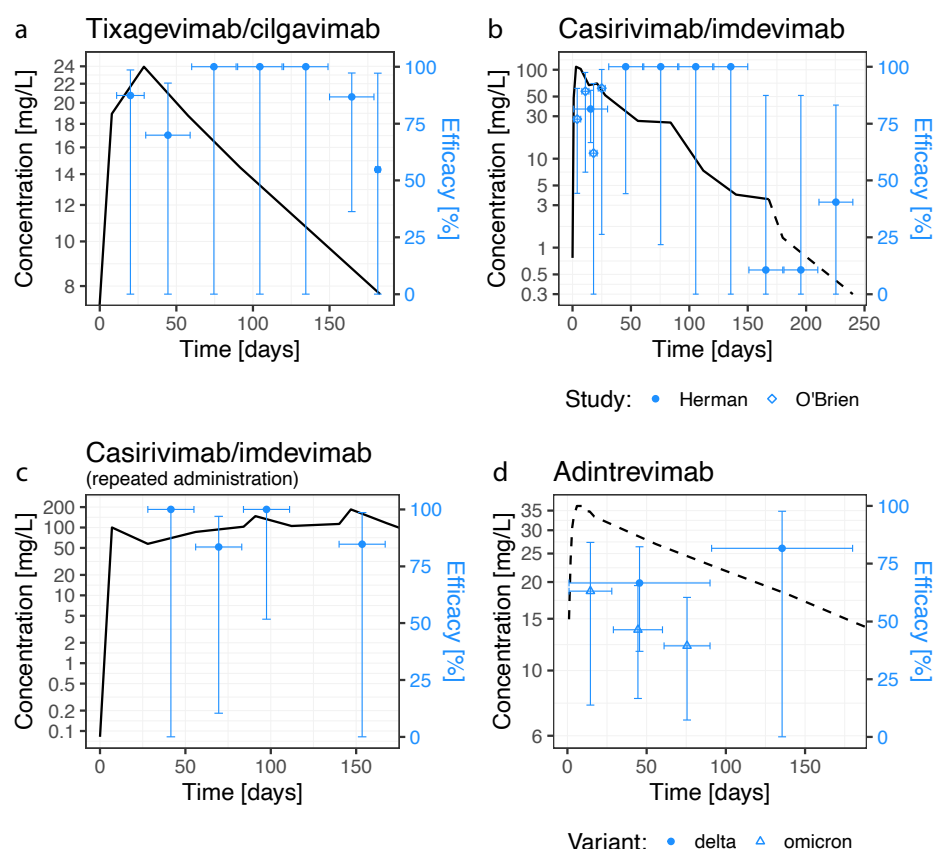 a
Tixagevimab/cilgavimab
Concentration [mg/L]
24
22
20
18
16
14
12
10
8
100
75
50
25
0
Efficacy [%]
0 50 100 150
Time [days]
b
Casirivimab/imdevimab
Concentration [mg/L]
100
50
30
10
5
3
1
0.5
0.3
100
75
50
25
0
Efficacy [%]
0 50 100 150 200 250
Time [days]
Study: Herman O'Brien
c
Casirivimab/imdevimab
(repeated administration)
Concentration [mg/L]
200
100
50
20
10
5
2
1
0.5
0.2
0.1
100
75
50
25
0
Efficacy [%]
0 50 100 150
Time [days]
d
Adintrevimab
Concentration [mg/L]
35
30
25
20
15
10
6
100
75
50
25
0
Efficacy [%]
0 50 100 150
Time [days]
Variant: delta omicron